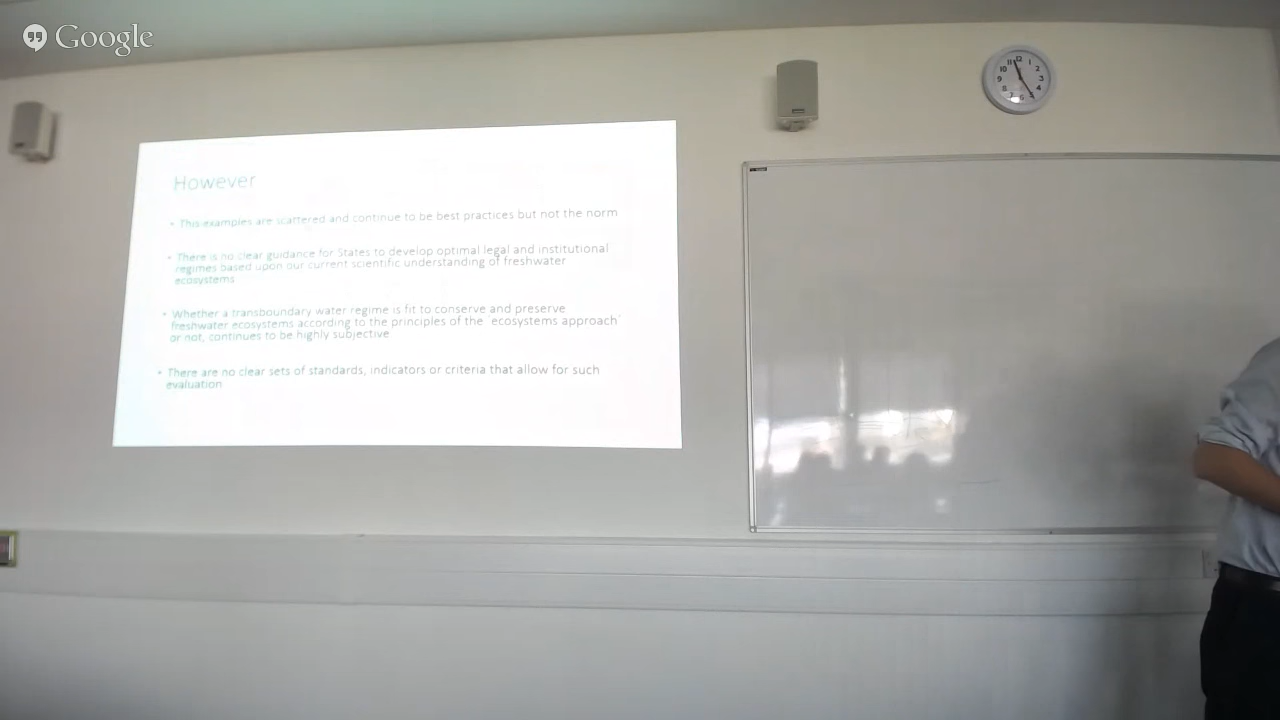 Google
However
• This examples are scattered and continue to be best practices but not the norm
• There is no clear guidance for States to develop optimal legal and institutional
regimes based upon our current scientific understanding of freshwater
ecosystems
• Whether a transboundary water regime is fit to conserve and preserve
freshwater ecosystems according to the principles of the ´ecosystems approach´
or not, continues to be highly subjective
• There are no clear sets of standards, indicators or criteria that allow for such
evaluation